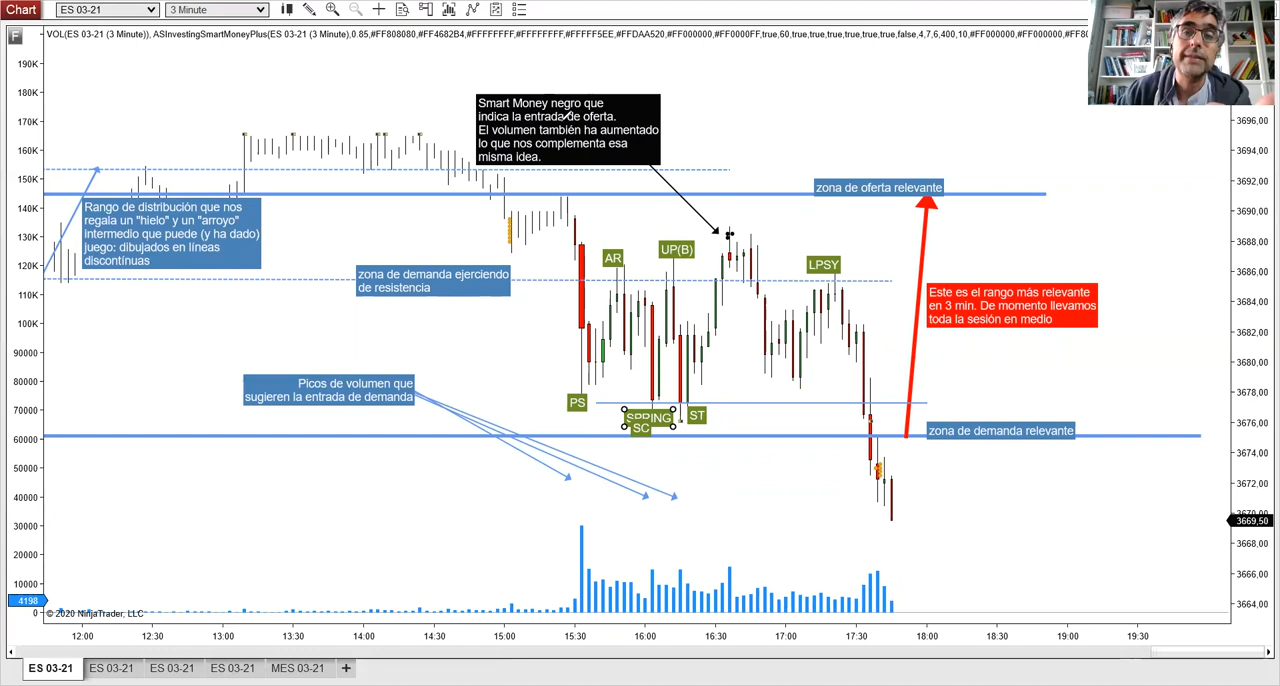 Chart
ES 03-21
3 Minute
F
VOL(ES 03-21 (3 Minute)), ASInvestingSmartMoneyPlus(ES 03-21 (3 Minute),0.85,#FF808080,#FF4682B4,#FFFFFFFF,#FFFFFFFF,#FFFFF5EE,#FFDAA520,#FF000000,#FF0000FF,true,60,true,true,true,true,true,true,false,4,7,6,400,10,#FF000000,#FF000000,#FF80
190K
180K
170K
160K
150K
140K
130K
120K
110K
100K
90000
80000
70000
60000
50000
40000
30000
20000
10000
0
4198
Smart Money negro que
indica la entrada de oferta.
El volumen también ha aumentado
lo que nos complementa esa
misma idea.
zona de oferta relevante
Rango de distribución que nos
regala un "hielo" y un "arroyo"
intermedio que puede (y ha dado)
juego: dibujados en líneas
discontínuas
zona de demanda ejerciendo
de resistencia
AR
UP(B)
LPSY
Este es el rango más relevante
en 3 min. De momento llevamos
toda la sesión en medio
Picos de volumen que
sugieren la entrada de demanda
PS
SPRING
SC
ST
zona de demanda relevante
3696,00
3694,00
3692,00
3690,00
3688,00
3686,00
3684,00
3682,00
3680,00
3678,00
3676,00
3674,00
3672,00
3669,50
3668,00
3666,00
3664,00
© 2020 NinjaTrader, LLC
12:00
12:30
13:00
13:30
14:00
14:30
15:00
15:30
16:00
16:30
17:00
17:30
18:00
18:30
19:00
19:30
ES 03-21
ES 03-21
ES 03-21
ES 03-21
MES 03-21
+